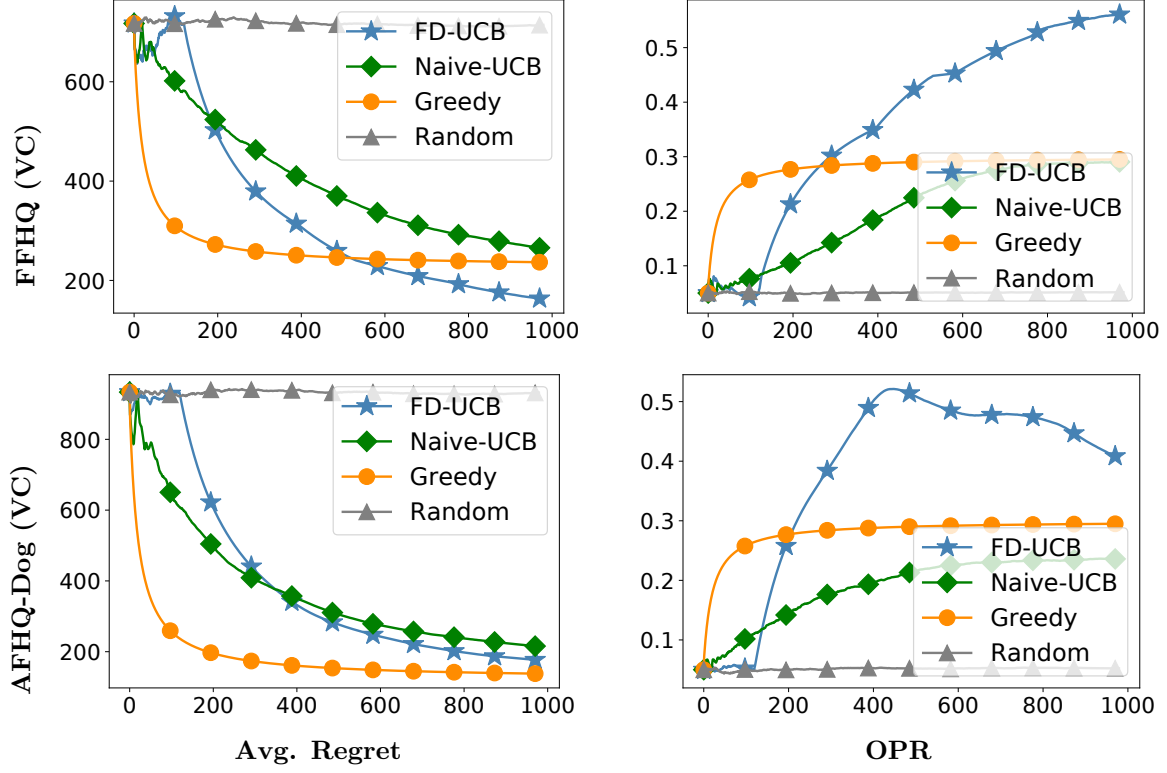 FFHQ (VC)
600
400
200
0 200 400 600 800 1000
FD-UCB
Naive-UCB
Greedy
Random
0.5
0.4
0.3
0.2
0.1
0 200 400 600 800 1000
FD-UCB
Naive-UCB
Greedy
Random
AFHQ-Dog (VC)
800
600
400
200
0 200 400 600 800 1000
FD-UCB
Naive-UCB
Greedy
Random
Avg. Regret
0.5
0.4
0.3
0.2
0.1
0 200 400 600 800 1000
FD-UCB
Naive-UCB
Greedy
Random
OPR